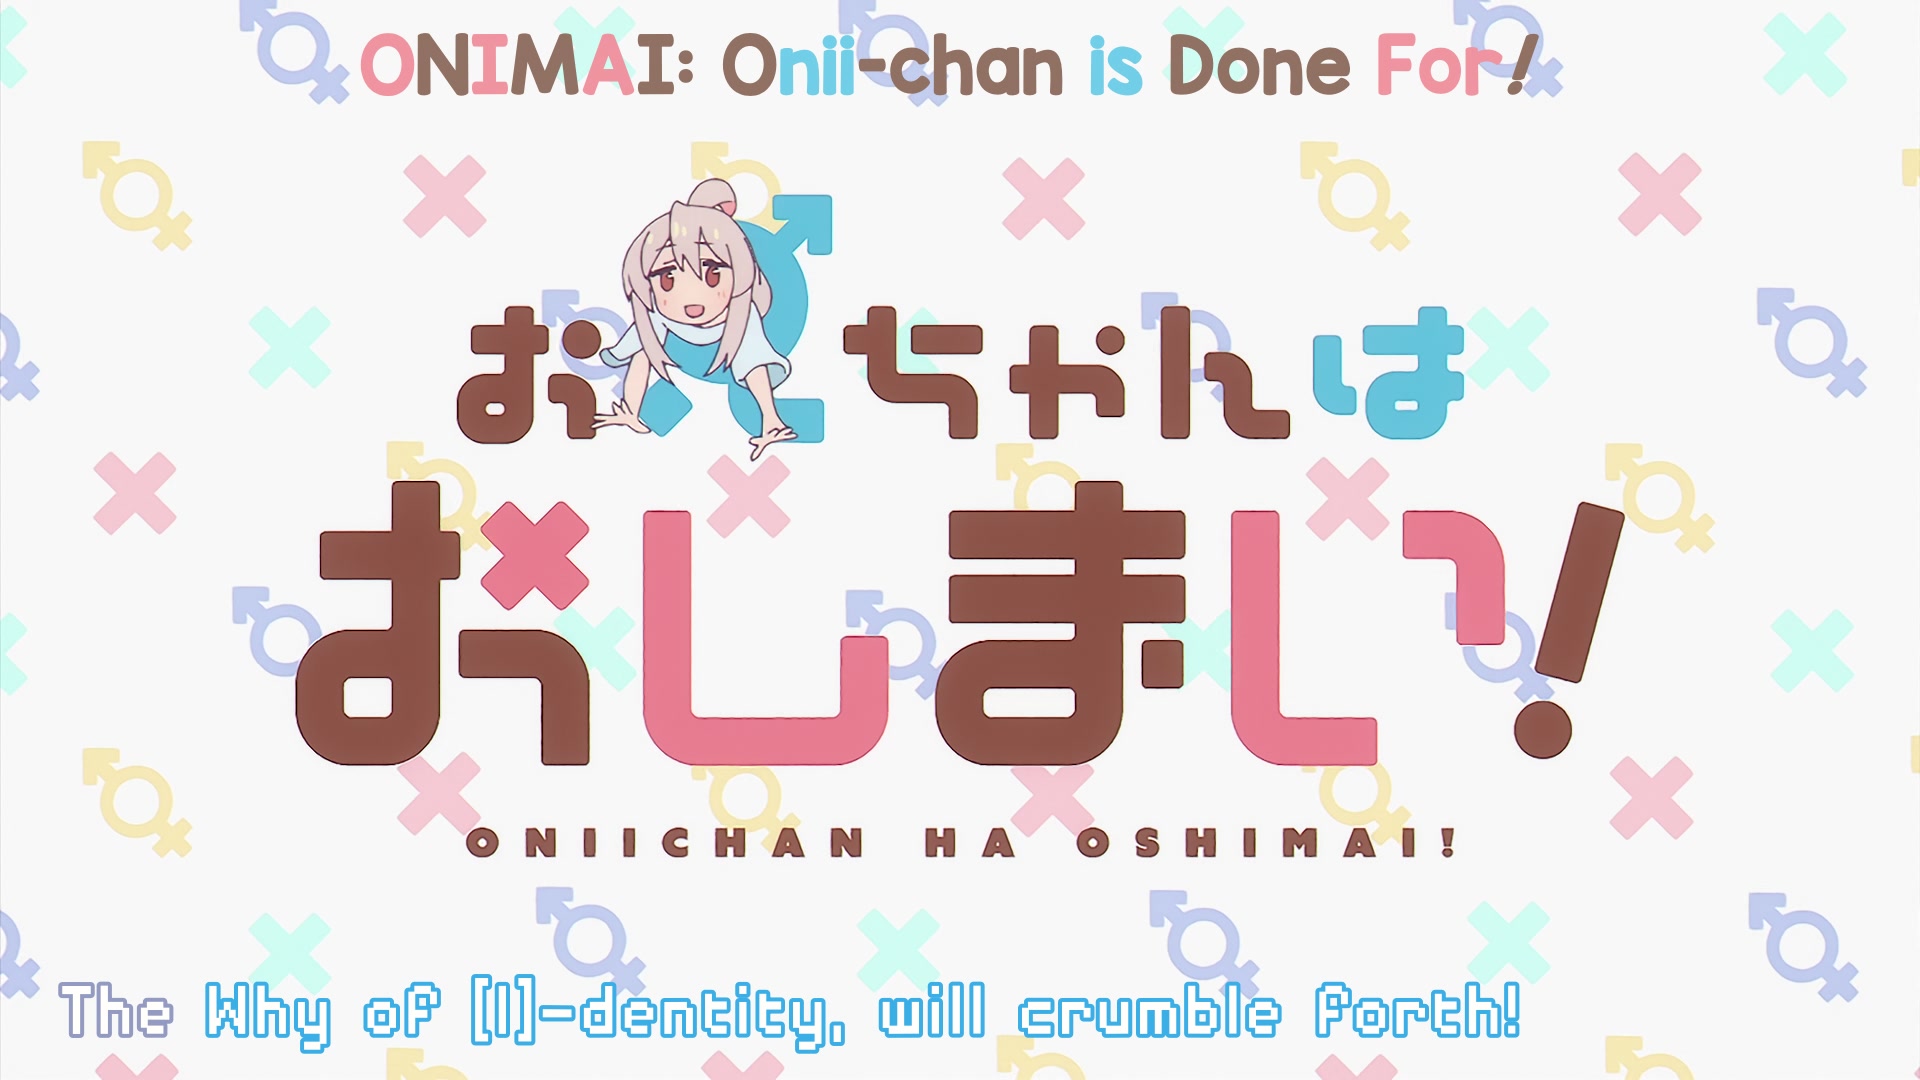 ONIMAI: Onii-chan is Done For!
おにちゃんは
おしまい!
ONIICHAN HA OSHIMAI!
The Why of [I]-dentity, will crumble forth!